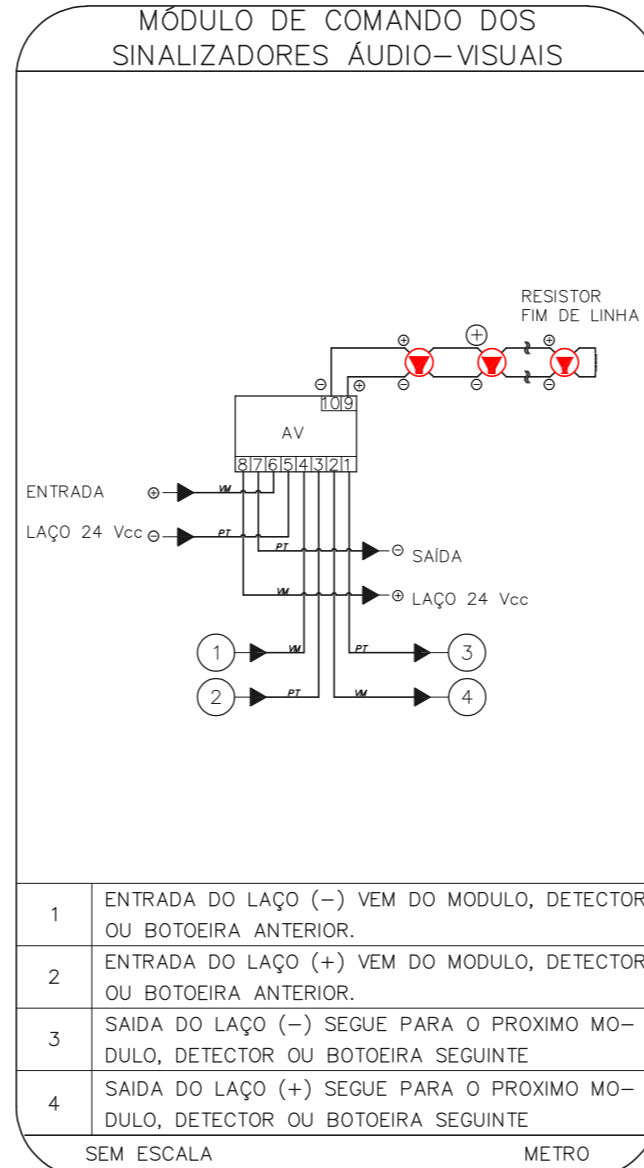 MÓDULO DE COMANDO DOS
SINALIZADORES ÁUDIO-VISUAIS
RESISTOR
FIM DE LINHA
+ + +
- + - - -
10 9
AV
8 7 6 5 4 3 2 1
ENTRADA + VM
LAÇO 24 Vcc - PT
PT - SAÍDA
VM + LAÇO 24 Vcc
1 VM PT 3
2 PT VM 4
1 ENTRADA DO LAÇO (-) VEM DO MODULO, DETECTOR
OU BOTOEIRA ANTERIOR.
2 ENTRADA DO LAÇO (+) VEM DO MODULO, DETECTOR
OU BOTOEIRA ANTERIOR.
3 SAIDA DO LAÇO (-) SEGUE PARA O PROXIMO MO-
DULO, DETECTOR OU BOTOEIRA SEGUINTE
4 SAIDA DO LAÇO (+) SEGUE PARA O PROXIMO MO-
DULO, DETECTOR OU BOTOEIRA SEGUINTE
SEM ESCALA METRO